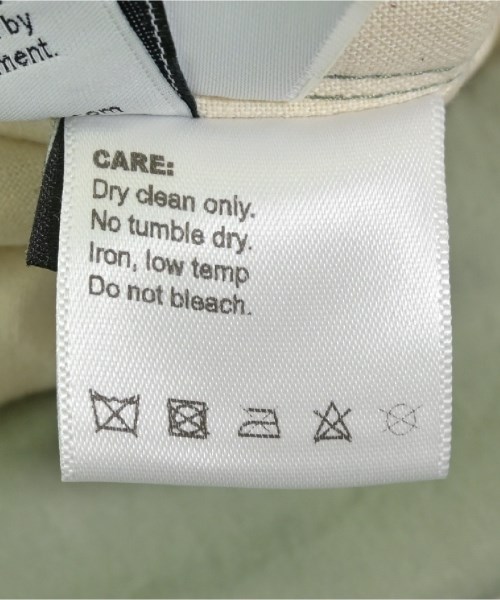 by
ment.
CARE:
Dry clean only.
No tumble dry.
Iron, low temp
Do not bleach.